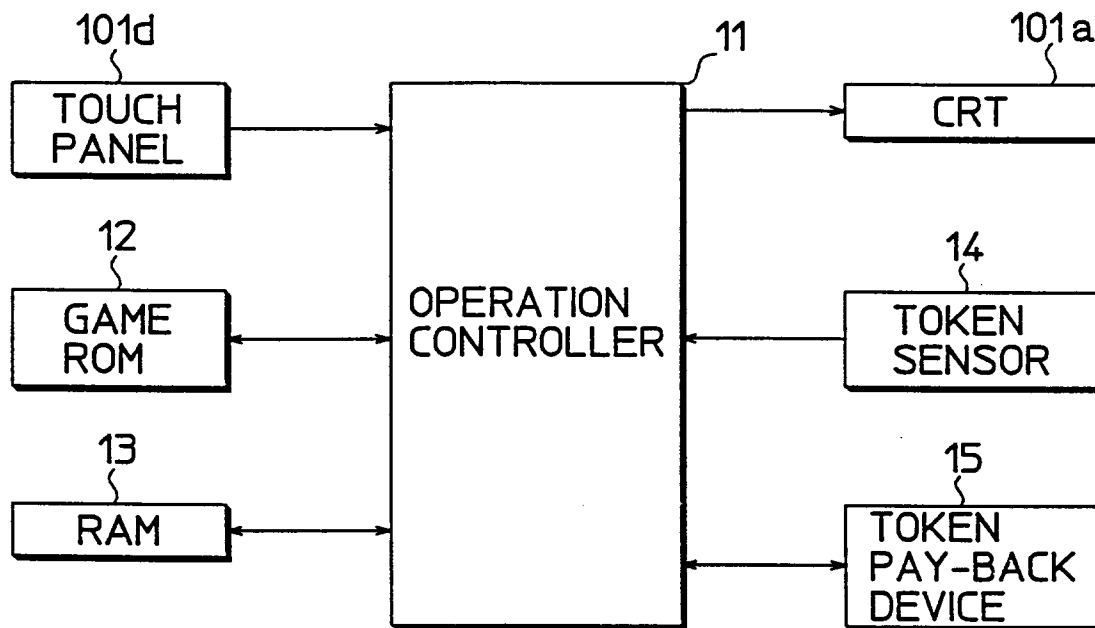 101d
TOUCH
PANEL
11
101a
CRT
12
GAME
ROM
OPERATION
CONTROLLER
14
TOKEN
SENSOR
13
RAM
15
TOKEN
PAY-BACK
DEVICE